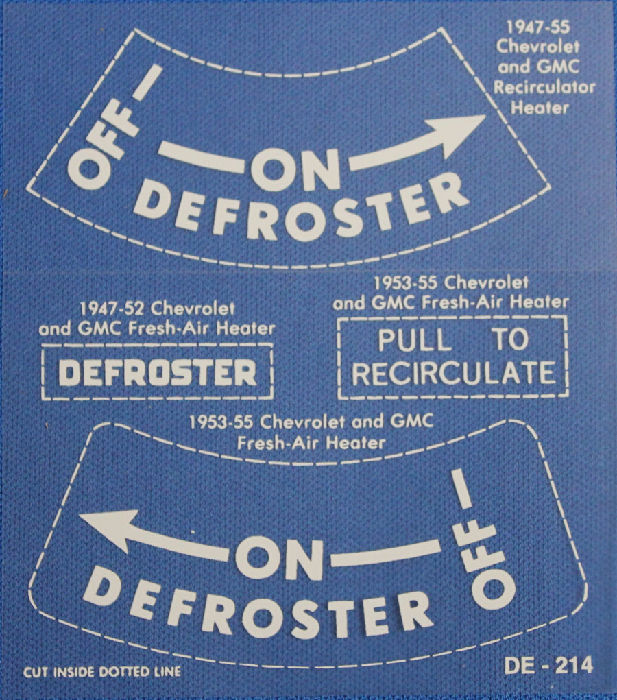 1947-55
Chevrolet
and GMC
Recirculator
Heater
OFF
ON
DEFROSTER
1947-52 Chevrolet
and GMC Fresh-Air Heater
DEFROSTER
1953-55 Chevrolet
and GMC Fresh-Air Heater
PULL TO
RECIRCULATE
1953-55 Chevrolet and GMC
Fresh-Air Heater
ON
OFF
DEFROSTER
CUT INSIDE DOTTED LINE
DE - 214